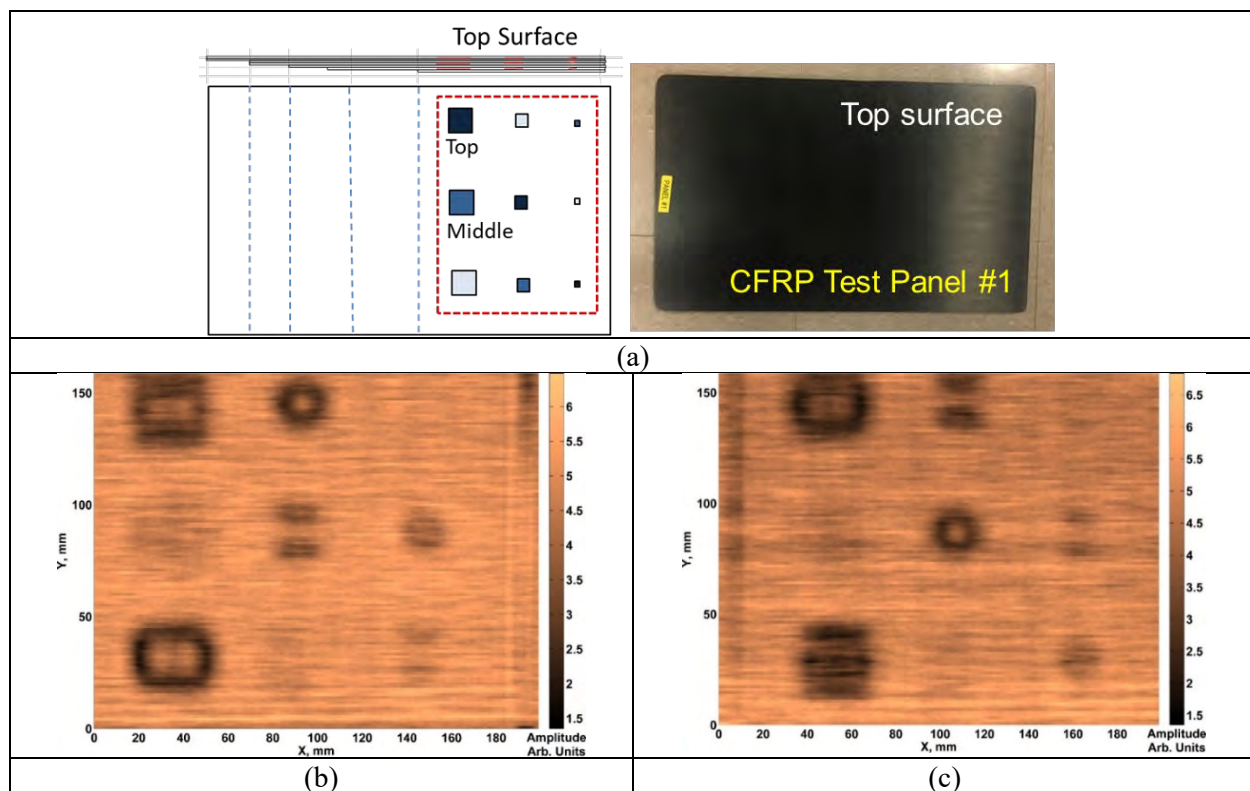 Top Surface
Top
Middle
Top surface
PANEL #1
CFRP Test Panel #1
(a)
150
100
50
0
Y, mm
0 20 40 60 80 100 120 140 160 180
X, mm
6
5.5
5
4.5
4
3.5
3
2.5
2
1.5
Amplitude
Arb. Units
150
100
50
0
Y, mm
0 20 40 60 80 100 120 140 160 180
X, mm
6.5
6
5.5
5
4.5
4
3.5
3
2.5
2
1.5
Amplitude
Arb. Units
(b)
(c)